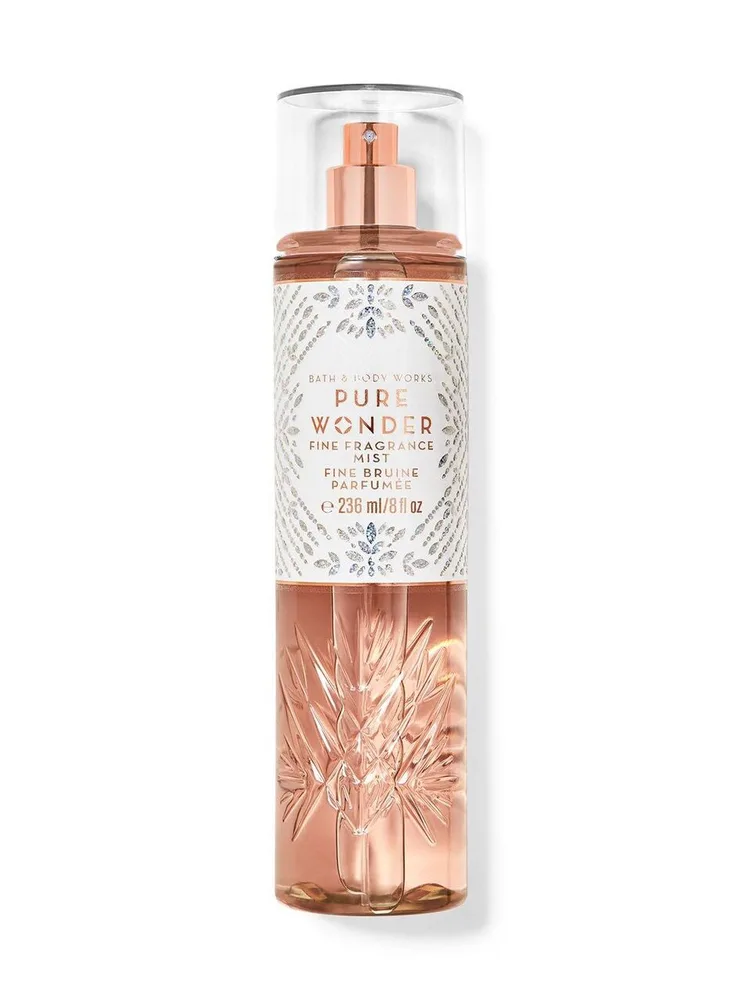 BATH & BODY WORKS
PURE
WONDER
FINE FRAGRANCE
MIST
FINE BRUINE
PARFUMÉE
℮ 236 ml/8 fl oz